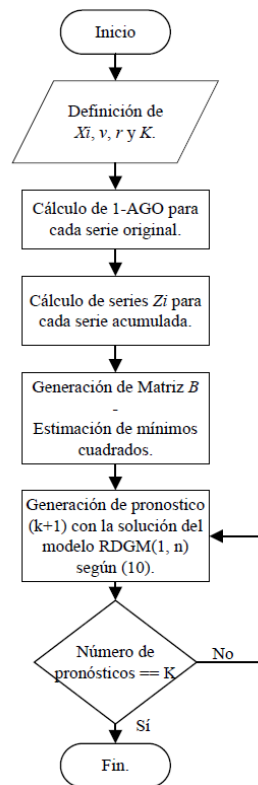 Inicio
Definición de
Xi, v, r y K.
Cálculo de 1-AGO para
cada serie original.
Cálculo de series Zi para
cada serie acumulada.
Generación de Matriz B
-
Estimación de mínimos
cuadrados.
Generación de pronostico
(k+1) con la solución del
modelo RDGM(1, n)
según (10).
Número de
pronósticos == K
No
Sí
Fin.